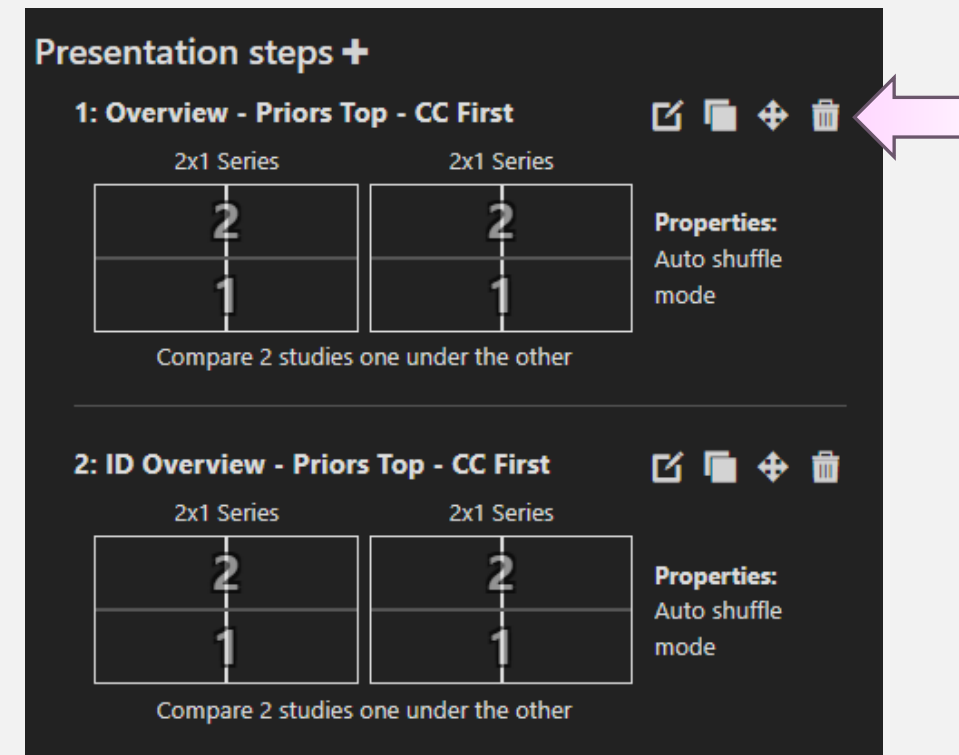 Presentation steps
1: Overview - Priors Top - CC First
2x1 Series 2x1 Series
2 2
1 1
Properties:
Auto shuffle
mode
Compare 2 studies one under the other
2: ID Overview - Priors Top - CC First
2x1 Series 2x1 Series
2 2
1 1
Properties:
Auto shuffle
mode
Compare 2 studies one under the other